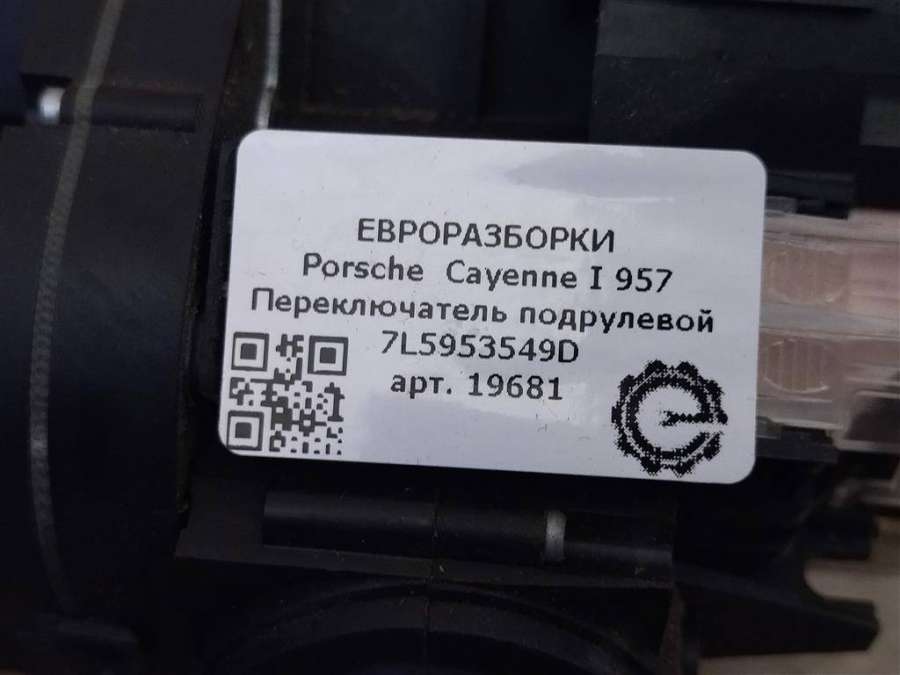 ЕВРОРАЗБОРКИ
Porsche Cayenne I 957
Переключатель подрулевой
7L5953549D
арт. 19681